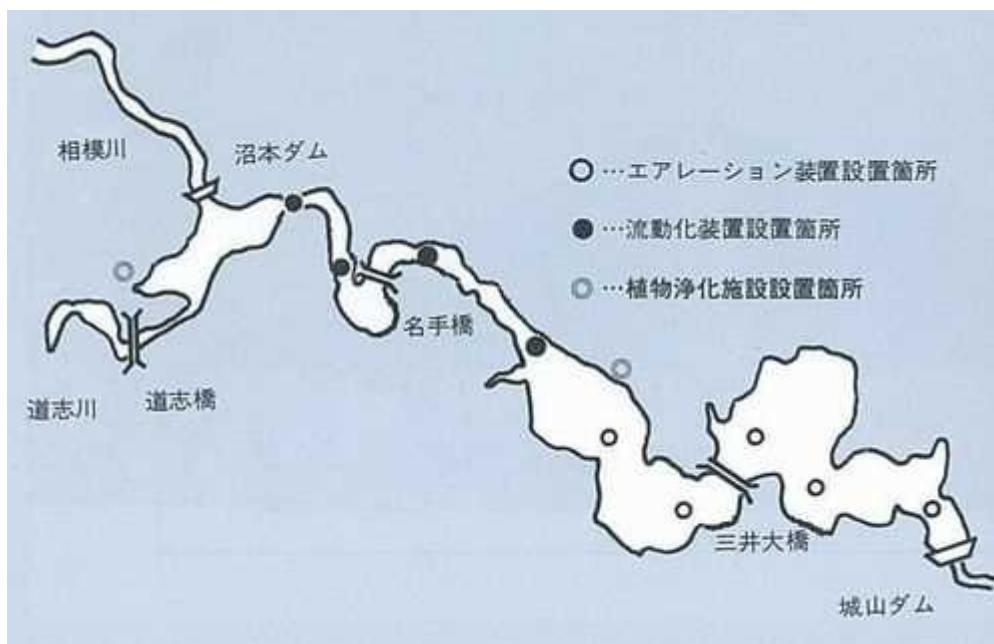 相模川
沼本ダム
○…エアレーション装置設置箇所
●…流動化装置設置箇所
◎…植物浄化施設設置箇所
名手橋
道志川
道志橋
三井大橋
城山ダム